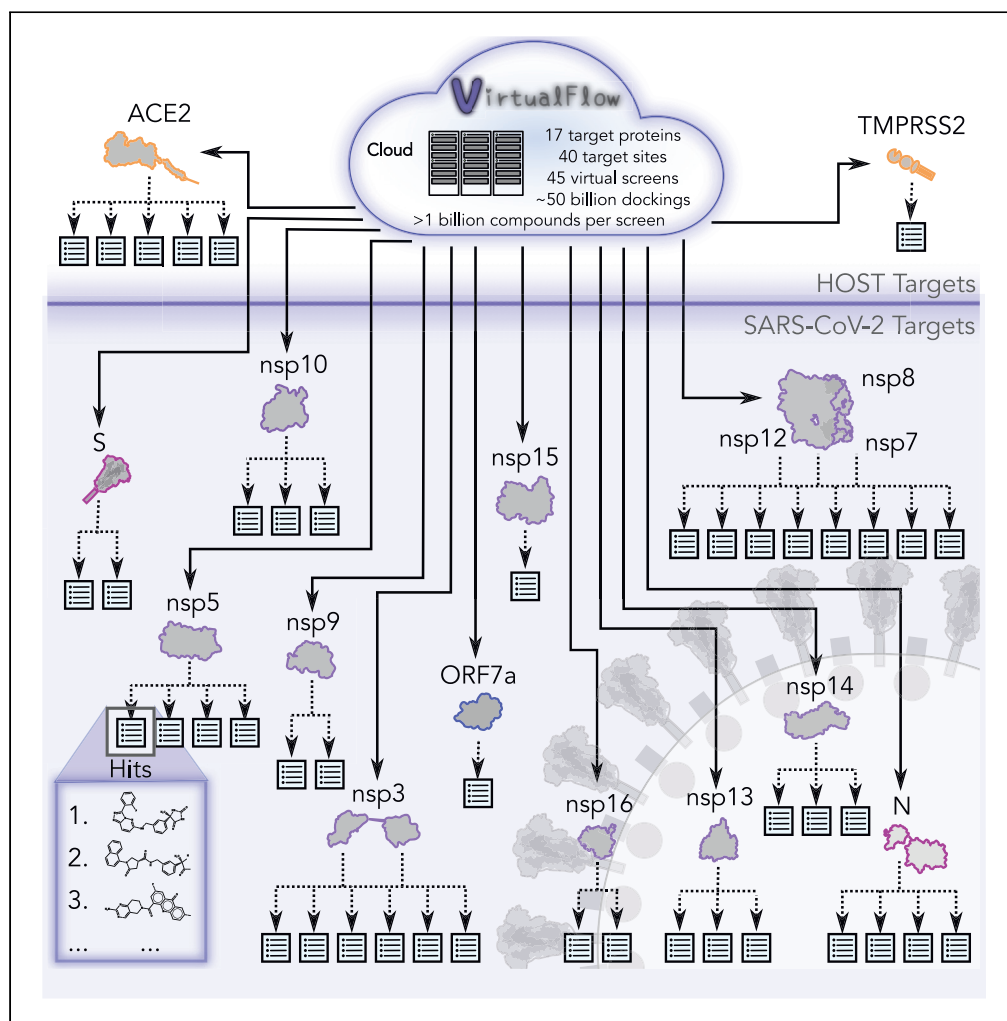 VirtualFlow
Cloud
17 target proteins
40 target sites
45 virtual screens
~50 billion dockings
>1 billion compounds per screen
ACE2
TMPRSS2
HOST Targets
SARS-CoV-2 Targets
nsp10
nsp8
nsp12
nsp7
S
nsp15
nsp5
nsp9
ORF7a
nsp14
Hits
nsp3
nsp16
nsp13
N
1.
2.
3.
... ...